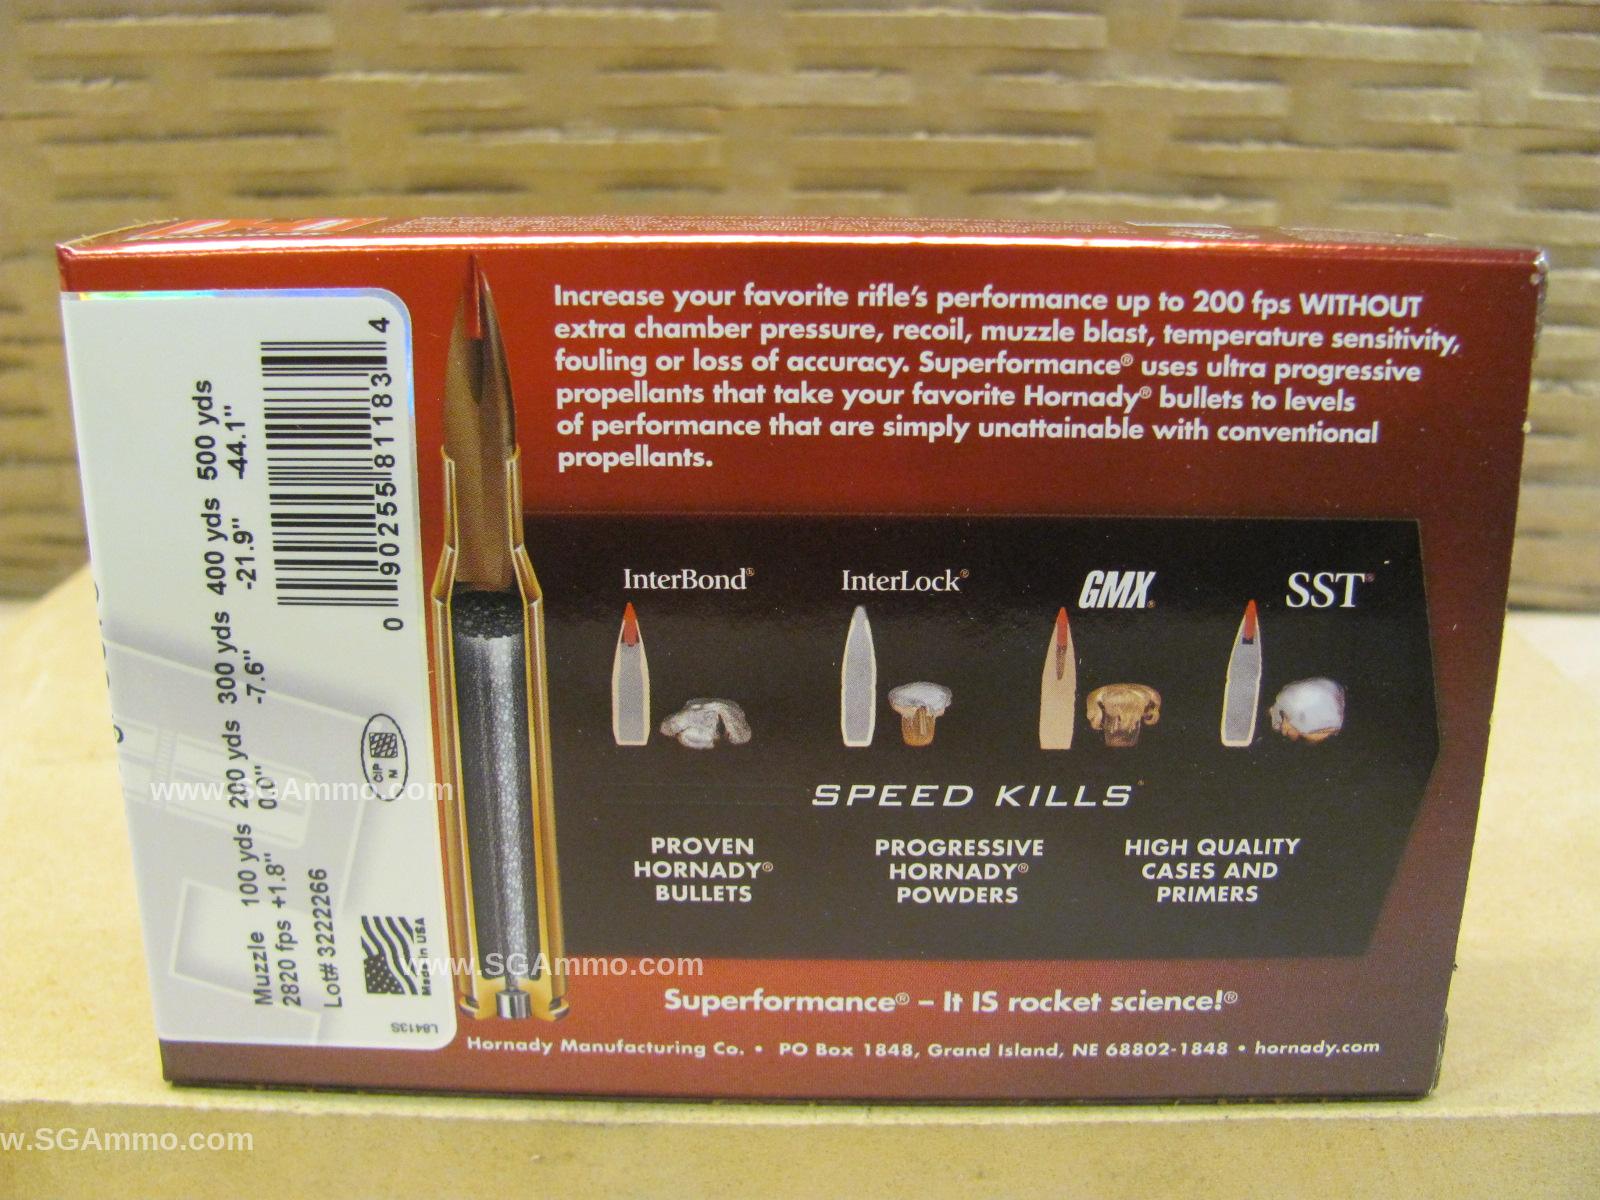 Increase your favorite rifle's performance up to 200 fps WITHOUT
extra chamber pressure, recoil, muzzle blast, temperature sensitivity,
fouling or loss of accuracy. Superformance® uses ultra progressive
propellants that take your favorite Hornady® bullets to levels
of performance that are simply unattainable with conventional
propellants.
InterBond® InterLock® GMX® SST®
SPEED KILLS
PROVEN
HORNADY®
BULLETS
PROGRESSIVE
HORNADY®
POWDERS
HIGH QUALITY
CASES AND
PRIMERS
Superformance® – It IS rocket science!®
Hornady Manufacturing Co. • PO Box 1848, Grand Island, NE 68802-1848 • hornady.com
Muzzle 100 yds 200 yds 300 yds 400 yds 500 yds
2820 fps +1.8" 0.0" -7.6" -21.9" -44.1"
Lot# 3222266
0 90255 81183 4
CIP
N
Made in USA
L8413S
www.SGAmmo.com
www.SGAmmo.com
w.SGAmmo.com